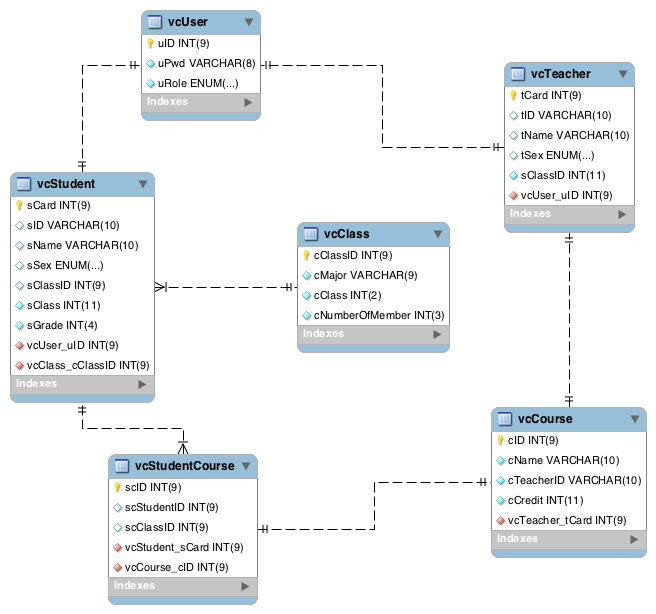 vcUser
uID INT(9)
uPwd VARCHAR(8)
uRole ENUM(...)
Indexes
vcTeacher
tCard INT(9)
tID VARCHAR(10)
tName VARCHAR(10)
tSex ENUM(...)
sClassID INT(11)
vcUser_uID INT(9)
Indexes
vcStudent
sCard INT(9)
sID VARCHAR(10)
sName VARCHAR(10)
sSex ENUM(...)
sClassID INT(9)
sClass INT(11)
sGrade INT(4)
vcUser_uID INT(9)
vcClass_cClassID INT(9)
Indexes
vcClass
cClassID INT(9)
cMajor VARCHAR(9)
cClass INT(2)
cNumberOfMember INT(3)
Indexes
vcCourse
cID INT(9)
cName VARCHAR(10)
cTeacherID VARCHAR(10)
cCredit INT(11)
vcTeacher_tCard INT(9)
Indexes
vcStudentCourse
scID INT(9)
scStudentID INT(9)
scClassID INT(9)
vcStudent_sCard INT(9)
vcCourse_cID INT(9)
Indexes